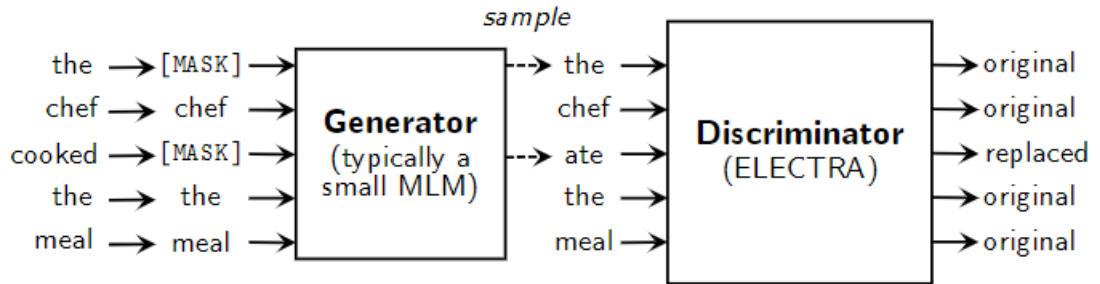 sample
the [MASK] the original
chef chef chef original
cooked [MASK] ate replaced
the the the original
meal meal meal original
Generator
(typically a
small MLM)
Discriminator
(ELECTRA)